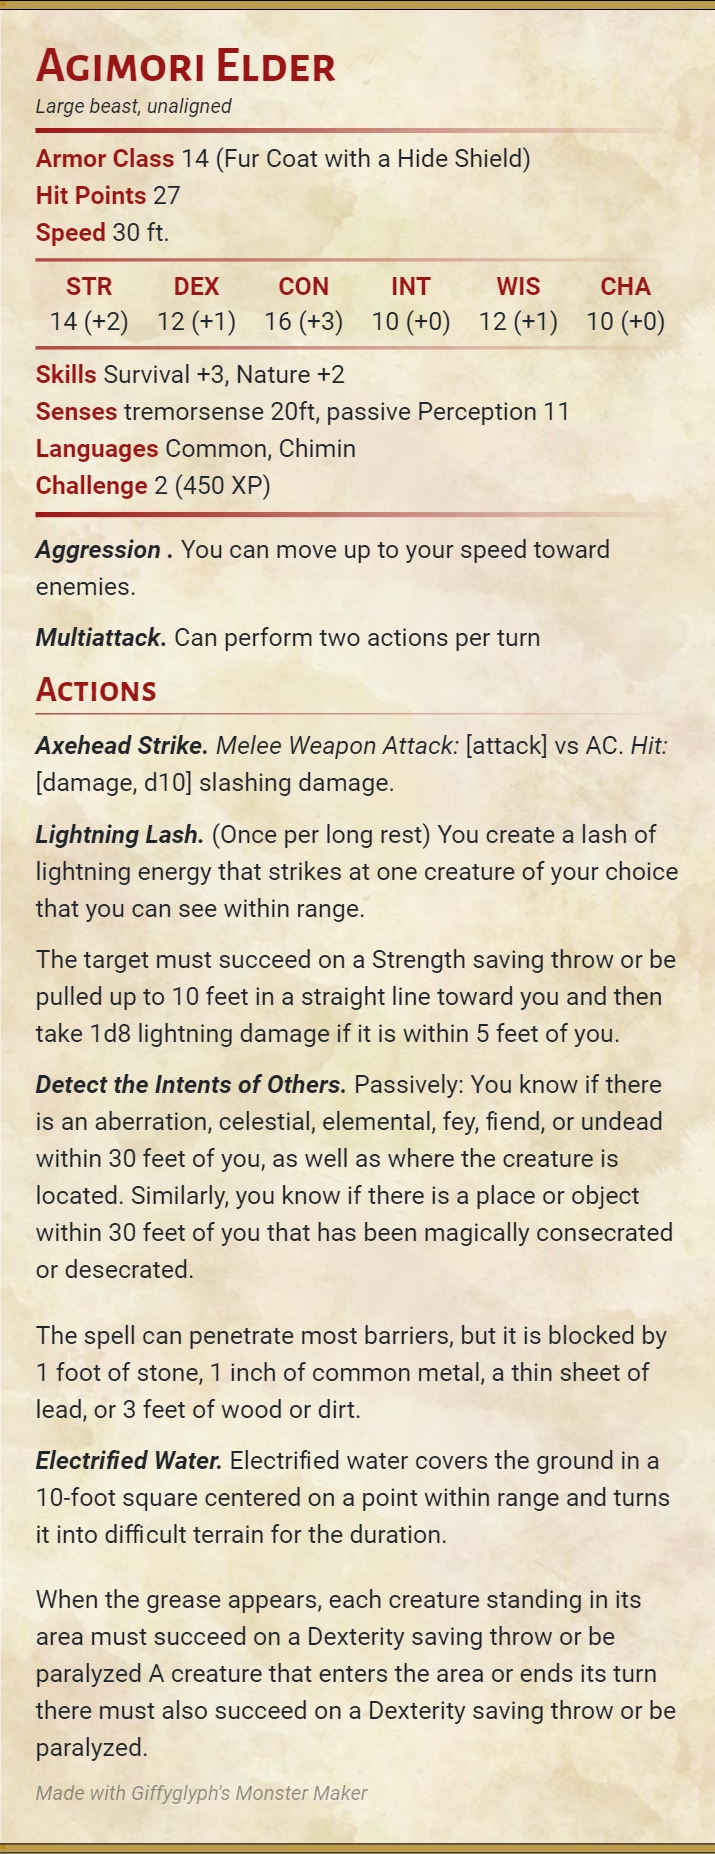 Agimori Elder
Large beast, unaligned
Armor Class 14 (Fur Coat with a Hide Shield)
Hit Points 27
Speed 30 ft.
STR DEX CON INT WIS CHA
14 (+2) 12 (+1) 16 (+3) 10 (+0) 12 (+1) 10 (+0)
Skills Survival +3, Nature +2
Senses tremorsense 20ft, passive Perception 11
Languages Common, Chimin
Challenge 2 (450 XP)
Aggression . You can move up to your speed toward
enemies.
Multiattack. Can perform two actions per turn
Actions
Axehead Strike. Melee Weapon Attack: [attack] vs AC. Hit:
[damage, d10] slashing damage.
Lightning Lash. (Once per long rest) You create a lash of
lightning energy that strikes at one creature of your choice
that you can see within range.
The target must succeed on a Strength saving throw or be
pulled up to 10 feet in a straight line toward you and then
take 1d8 lightning damage if it is within 5 feet of you.
Detect the Intents of Others. Passively: You know if there
is an aberration, celestial, elemental, fey, fiend, or undead
within 30 feet of you, as well as where the creature is
located. Similarly, you know if there is a place or object
within 30 feet of you that has been magically consecrated
or desecrated.
The spell can penetrate most barriers, but it is blocked by
1 foot of stone, 1 inch of common metal, a thin sheet of
lead, or 3 feet of wood or dirt.
Electrified Water. Electrified water covers the ground in a
10-foot square centered on a point within range and turns
it into difficult terrain for the duration.
When the grease appears, each creature standing in its
area must succeed on a Dexterity saving throw or be
paralyzed A creature that enters the area or ends its turn
there must also succeed on a Dexterity saving throw or be
paralyzed.
Made with Giffyglyph's Monster Maker